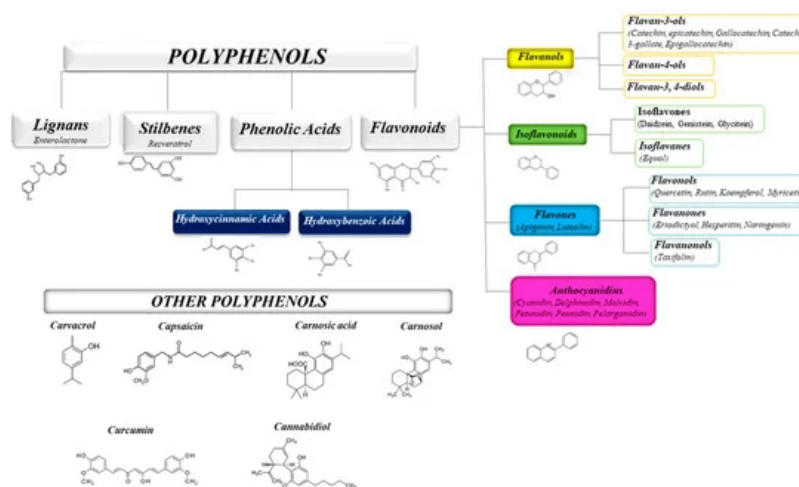 POLYPHENOLS
Lignans
Enterolactone
Stilbenes
Resveratrol
Phenolic Acids
Flavonoids
Hydroxycinnamic Acids
Hydroxybenzoic Acids
Flavanols
Flavan-3-ols
(Catechin, epicatechin, Gallocatechin, Catech
3-gallate, Epigallocatechin)
Flavan-4-ols
Flavan-3, 4-diols
Isoflavonoids
Isoflavones
(Daidzein, Genistein, Glycitein)
Isoflavanes
(Equol)
Flavones
(Apigenin, Luteolin)
Flavonols
(Quercetin, Rutin, Kaempferol, Myriceti
Flavanones
(Eriodictyol, Hesperitin, Naringenin)
Flavanonols
(Taxifolin)
Anthocyanidins
(Cyanidin, Delphinidin, Malvidin,
Petunidin, Peonidin, Pelargonidin)
OTHER POLYPHENOLS
Carvacrol
Capsaicin
Carnosic acid
Carnosol
Curcumin
Cannabidiol